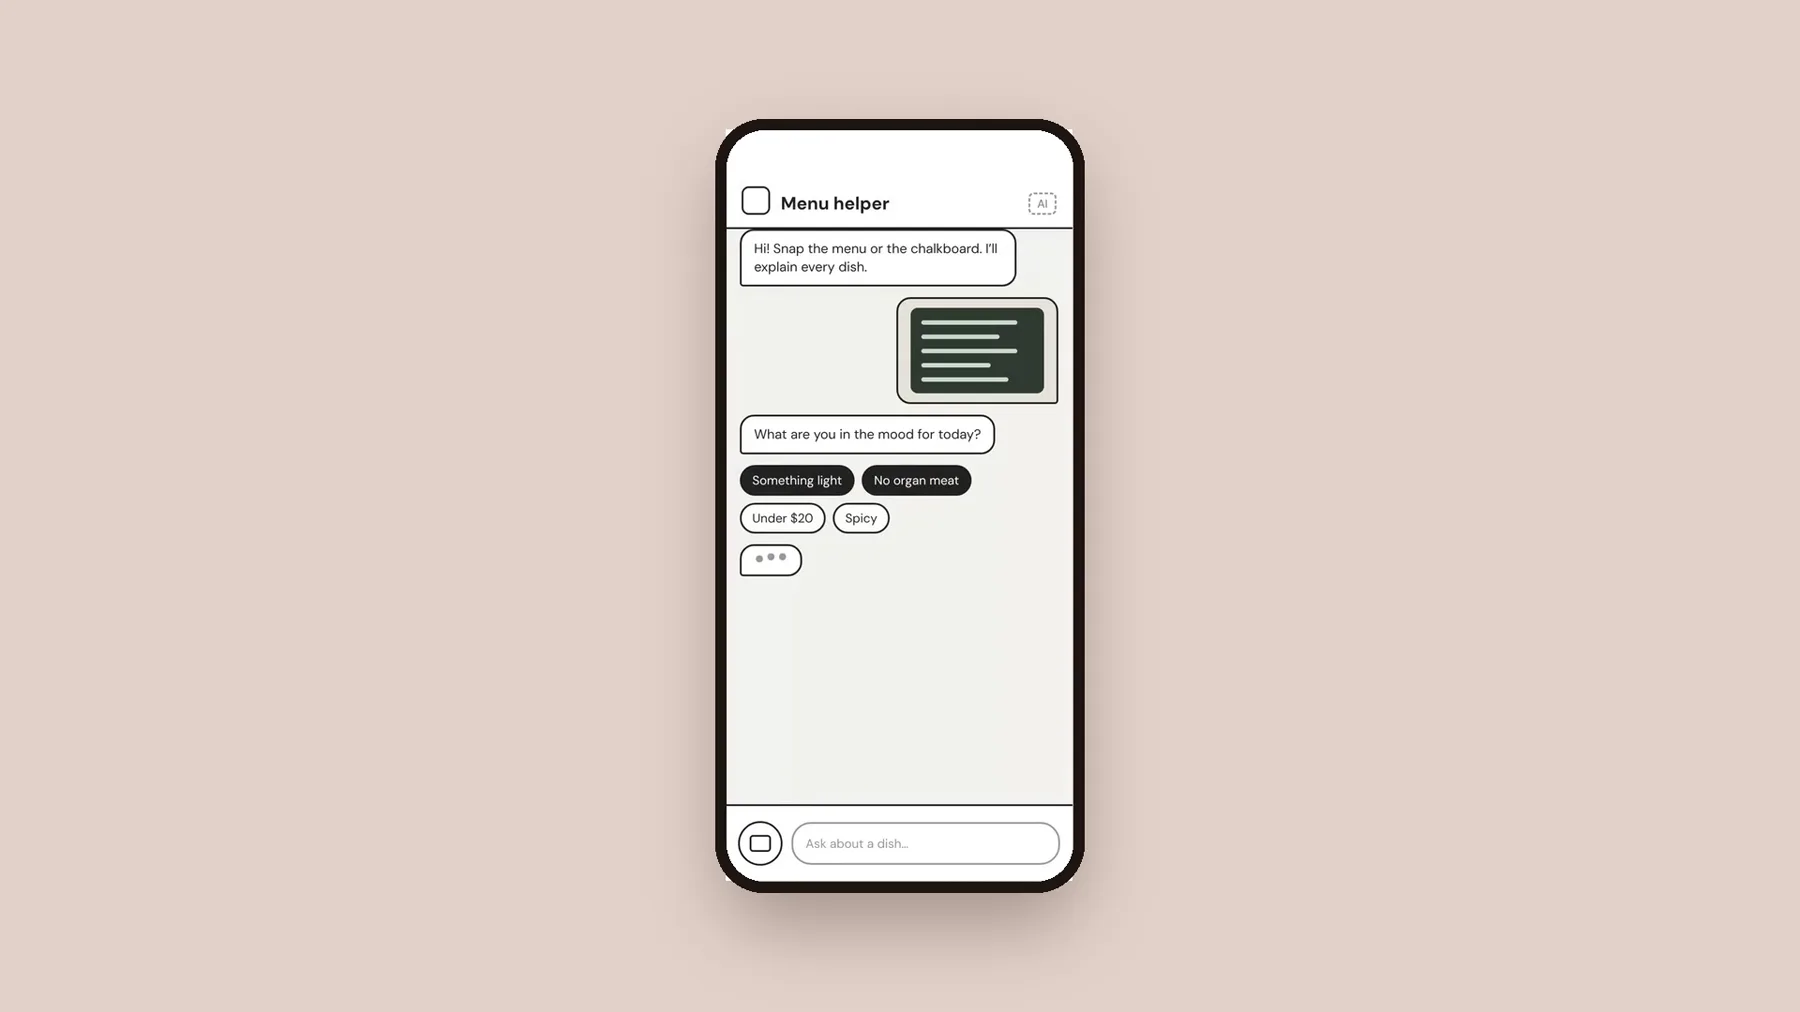 Menu helper
AI
Hi! Snap the menu or the chalkboard. I’ll
explain every dish.
What are you in the mood for today?
Something light
No organ meat
Under $20
Spicy
Ask about a dish…